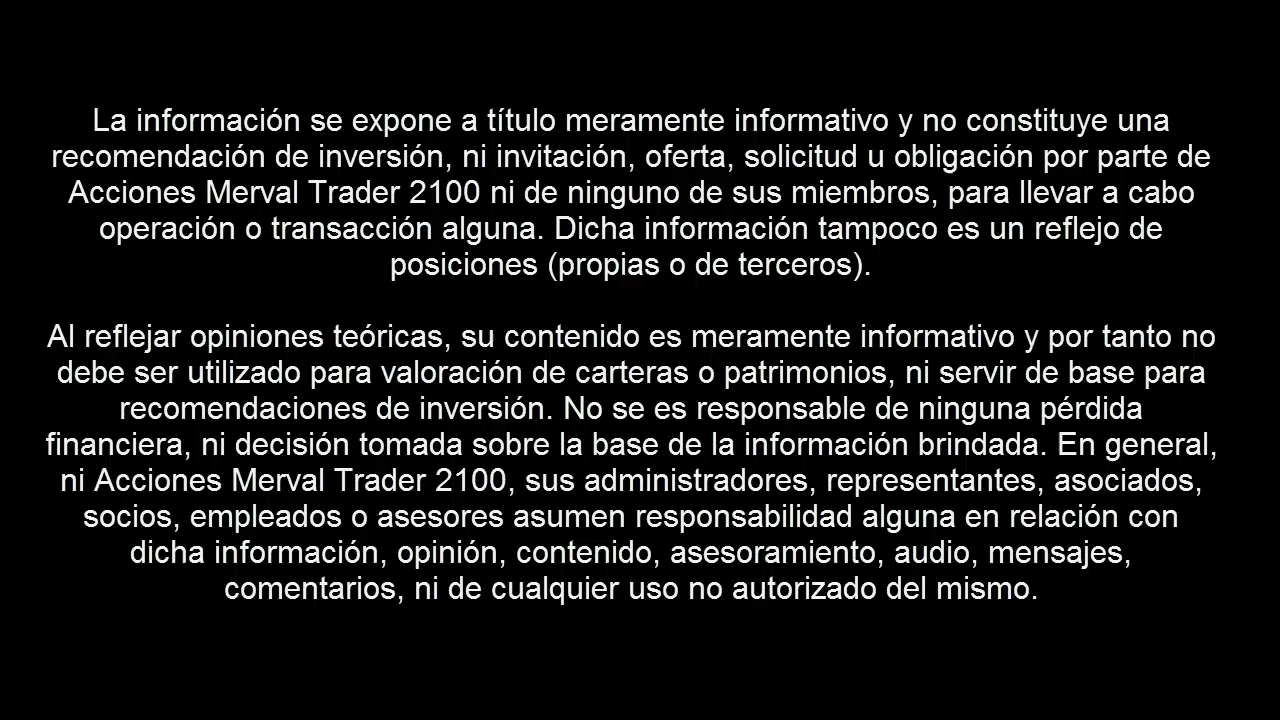 La información se expone a título meramente informativo y no constituye una
recomendación de inversión, ni invitación, oferta, solicitud u obligación por parte de
Acciones Merval Trader 2100 ni de ninguno de sus miembros, para llevar a cabo
operación o transacción alguna. Dicha información tampoco es un reflejo de
posiciones (propias o de terceros).
Al reflejar opiniones teóricas, su contenido es meramente informativo y por tanto no
debe ser utilizado para valoración de carteras o patrimonios, ni servir de base para
recomendaciones de inversión. No se es responsable de ninguna pérdida
financiera, ni decisión tomada sobre la base de la información brindada. En general,
ni Acciones Merval Trader 2100, sus administradores, representantes, asociados,
socios, empleados o asesores asumen responsabilidad alguna en relación con
dicha información, opinión, contenido, asesoramiento, audio, mensajes,
comentarios, ni de cualquier uso no autorizado del mismo.